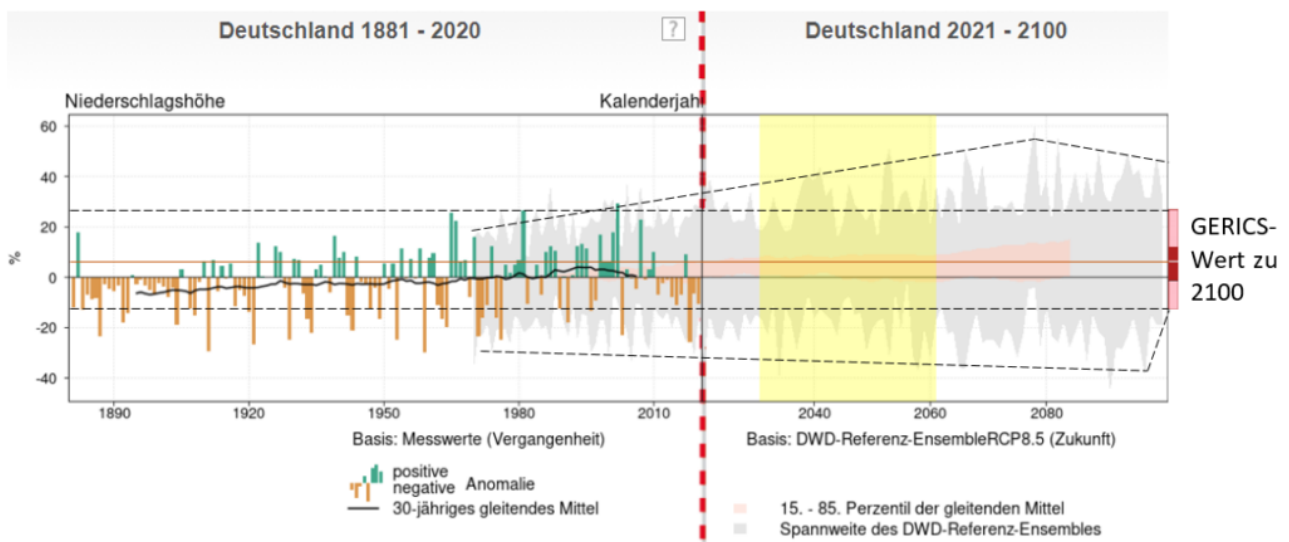 Deutschland 1881 - 2020
?
Deutschland 2021 - 2100
Niederschlagshöhe
Kalenderjah
60
40
20
0
-20
-40
%
GERICS-
Wert zu
2100
1890
1920
1950
1980
2010
2040
2060
2080
Basis: Messwerte (Vergangenheit)
Basis: DWD-Referenz-EnsembleRCP8.5 (Zukunft)
positive
negative
Anomalie
30-jähriges gleitendes Mittel
15. - 85. Perzentil der gleitenden Mittel
Spannweite des DWD-Referenz-Ensembles